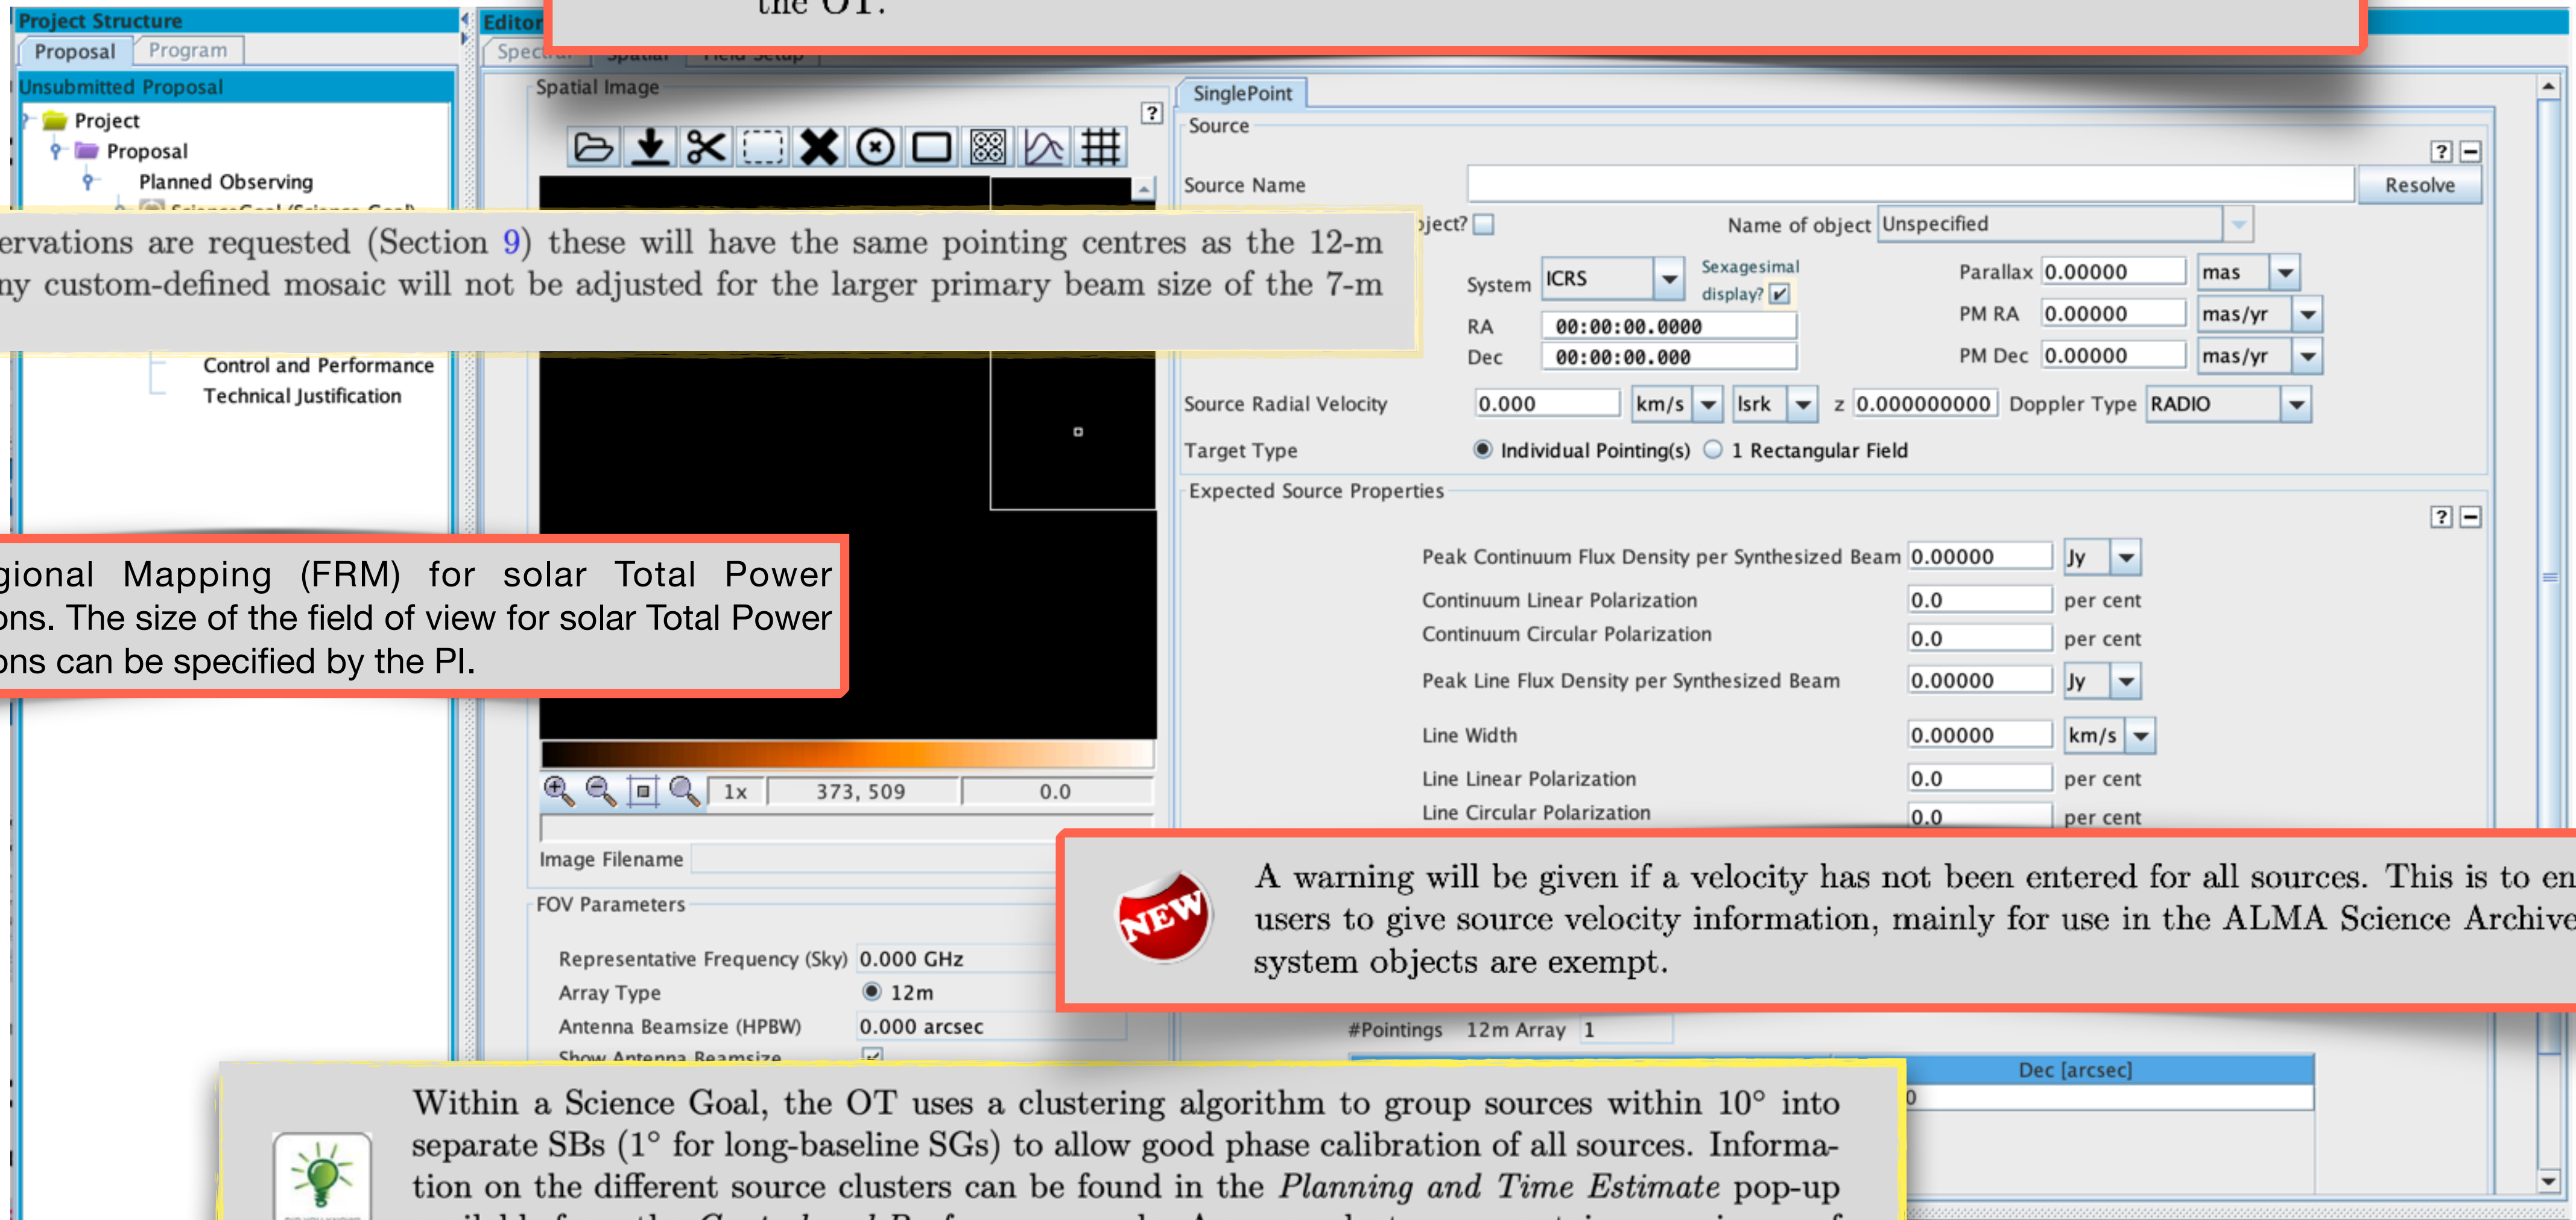 the OT.
Project Structure
Editor
Proposal
Program
Spatial
Field Setup
Unsubmitted Proposal
Spatial Image
?
SinglePoint
Project
Source
Proposal
? −
Planned Observing
Source Name
Resolve
ScienceGoal (Science Goal)
ervations are requested (Section 9) these will have the same pointing centres as the 12-m
ny custom-defined mosaic will not be adjusted for the larger primary beam size of the 7-m
bject?
Name of object Unspecified
System ICRS
Sexagesimal
display?
Parallax 0.00000 mas
RA 00:00:00.0000
PM RA 0.00000 mas/yr
Dec 00:00:00.000
PM Dec 0.00000 mas/yr
Control and Performance
Technical Justification
Source Radial Velocity 0.000 km/s lsrk z 0.000000000 Doppler Type RADIO
Target Type Individual Pointing(s) 1 Rectangular Field
Expected Source Properties
? −
gional Mapping (FRM) for solar Total Power
ons. The size of the field of view for solar Total Power
ons can be specified by the PI.
Peak Continuum Flux Density per Synthesized Beam 0.00000 Jy
Continuum Linear Polarization 0.0 per cent
Continuum Circular Polarization 0.0 per cent
Peak Line Flux Density per Synthesized Beam 0.00000 Jy
Line Width 0.00000 km/s
Line Linear Polarization 0.0 per cent
Line Circular Polarization 0.0 per cent
1x 373, 509 0.0
Image Filename
NEW
A warning will be given if a velocity has not been entered for all sources. This is to en
users to give source velocity information, mainly for use in the ALMA Science Archive
system objects are exempt.
FOV Parameters
Representative Frequency (Sky) 0.000 GHz
Array Type 12m
Antenna Beamsize (HPBW) 0.000 arcsec
Show Antenna Beamsize
#Pointings 12m Array 1
Dec [arcsec]
0
Within a Science Goal, the OT uses a clustering algorithm to group sources within 10° into
separate SBs (1° for long-baseline SGs) to allow good phase calibration of all sources. Informa-
tion on the different source clusters can be found in the Planning and Time Estimate pop-up